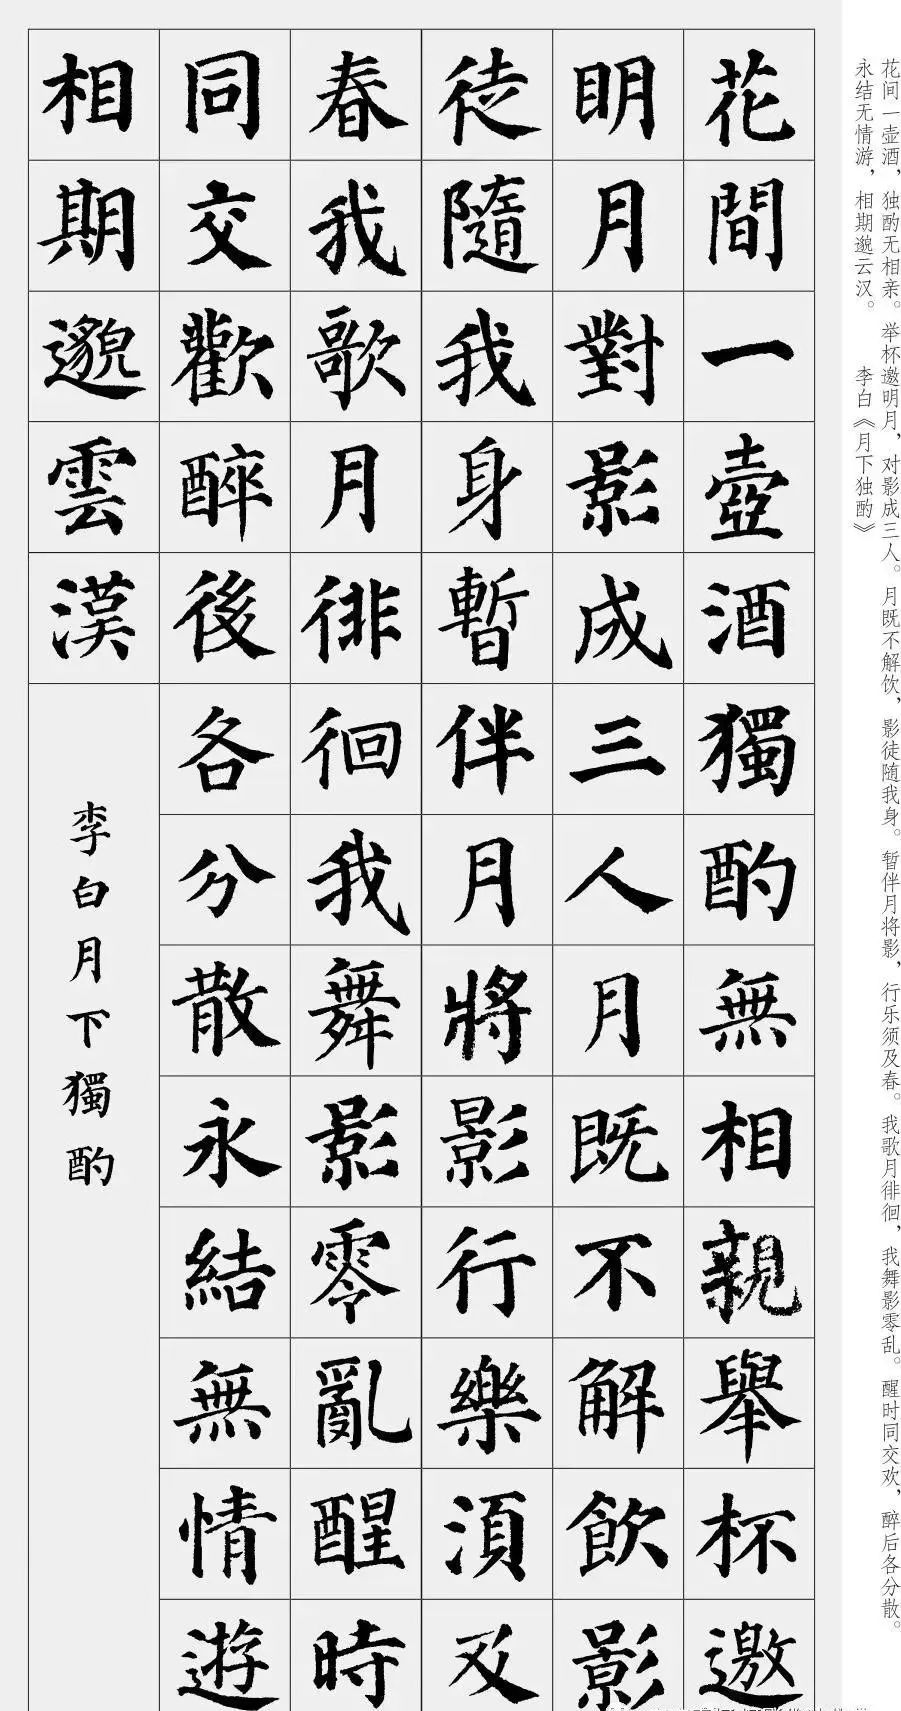 花間一壺酒獨酌無相親舉杯邀
明月對影成三人月既不解飲影
徒隨我身暫伴月將影行樂須及
春我歌月徘徊我舞影零亂醒時
同交歡醉後各分散永結無情遊
相期邈雲漢
李白月下獨酌
花间一壶酒，独酌无相亲。举杯邀明月，对影成三人。月既不解饮，影徒随我身。暂伴月将影，行乐须及春。我歌月徘徊，我舞影零乱。醒时同交欢，醉后各分散。
永结无情游，相期邈云汉。 李白《月下独酌》